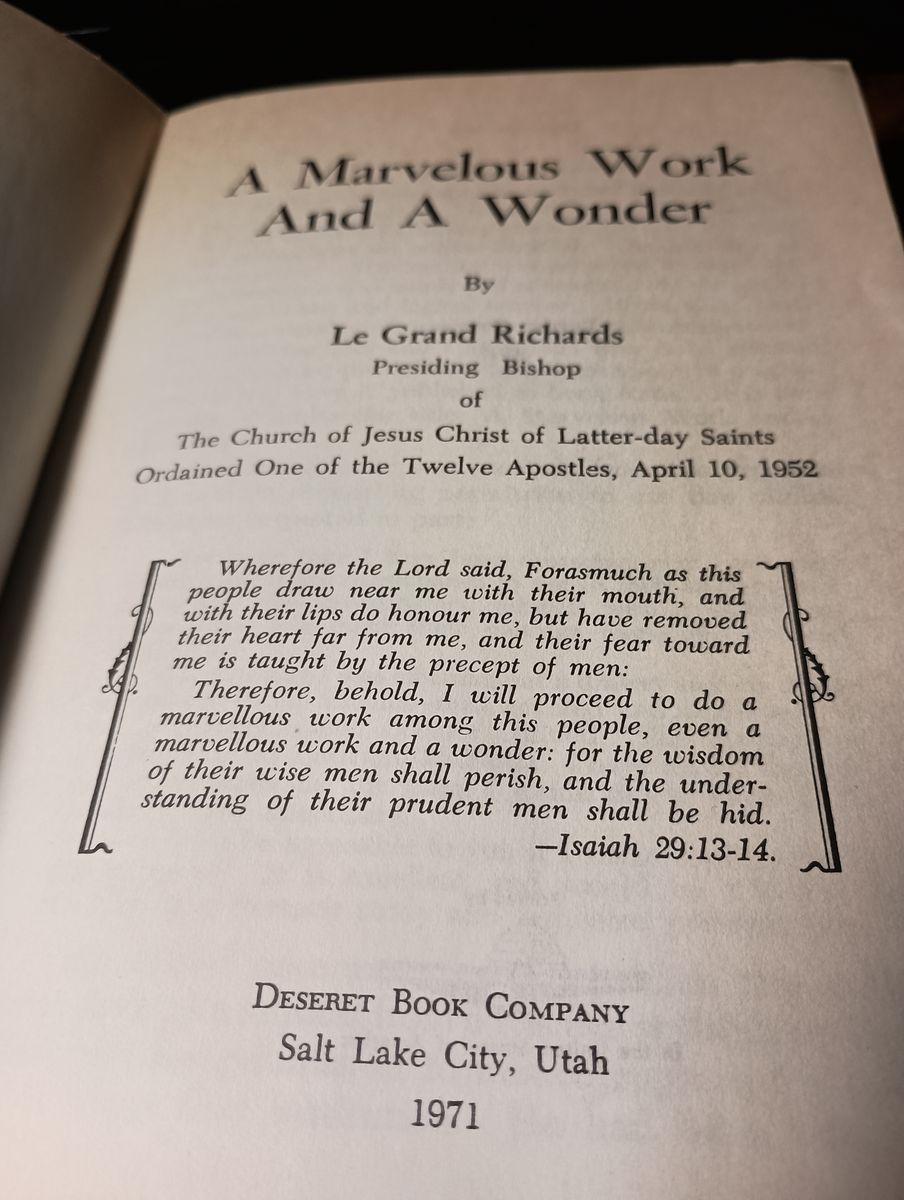 A Marvelous Work
And A Wonder
By
Le Grand Richards
Presiding Bishop
of
The Church of Jesus Christ of Latter-day Saints
Ordained One of the Twelve Apostles, April 10, 1952
Wherefore the Lord said, Forasmuch as this
people draw near me with their mouth, and
with their lips do honour me, but have removed
their heart far from me, and their fear toward
me is taught by the precept of men:
Therefore, behold, I will proceed to do a
marvellous work among this people, even a
marvellous work and a wonder: for the wisdom
of their wise men shall perish, and the under-
standing of their prudent men shall be hid.
—Isaiah 29:13-14.
DESERET BOOK COMPANY
Salt Lake City, Utah
1971